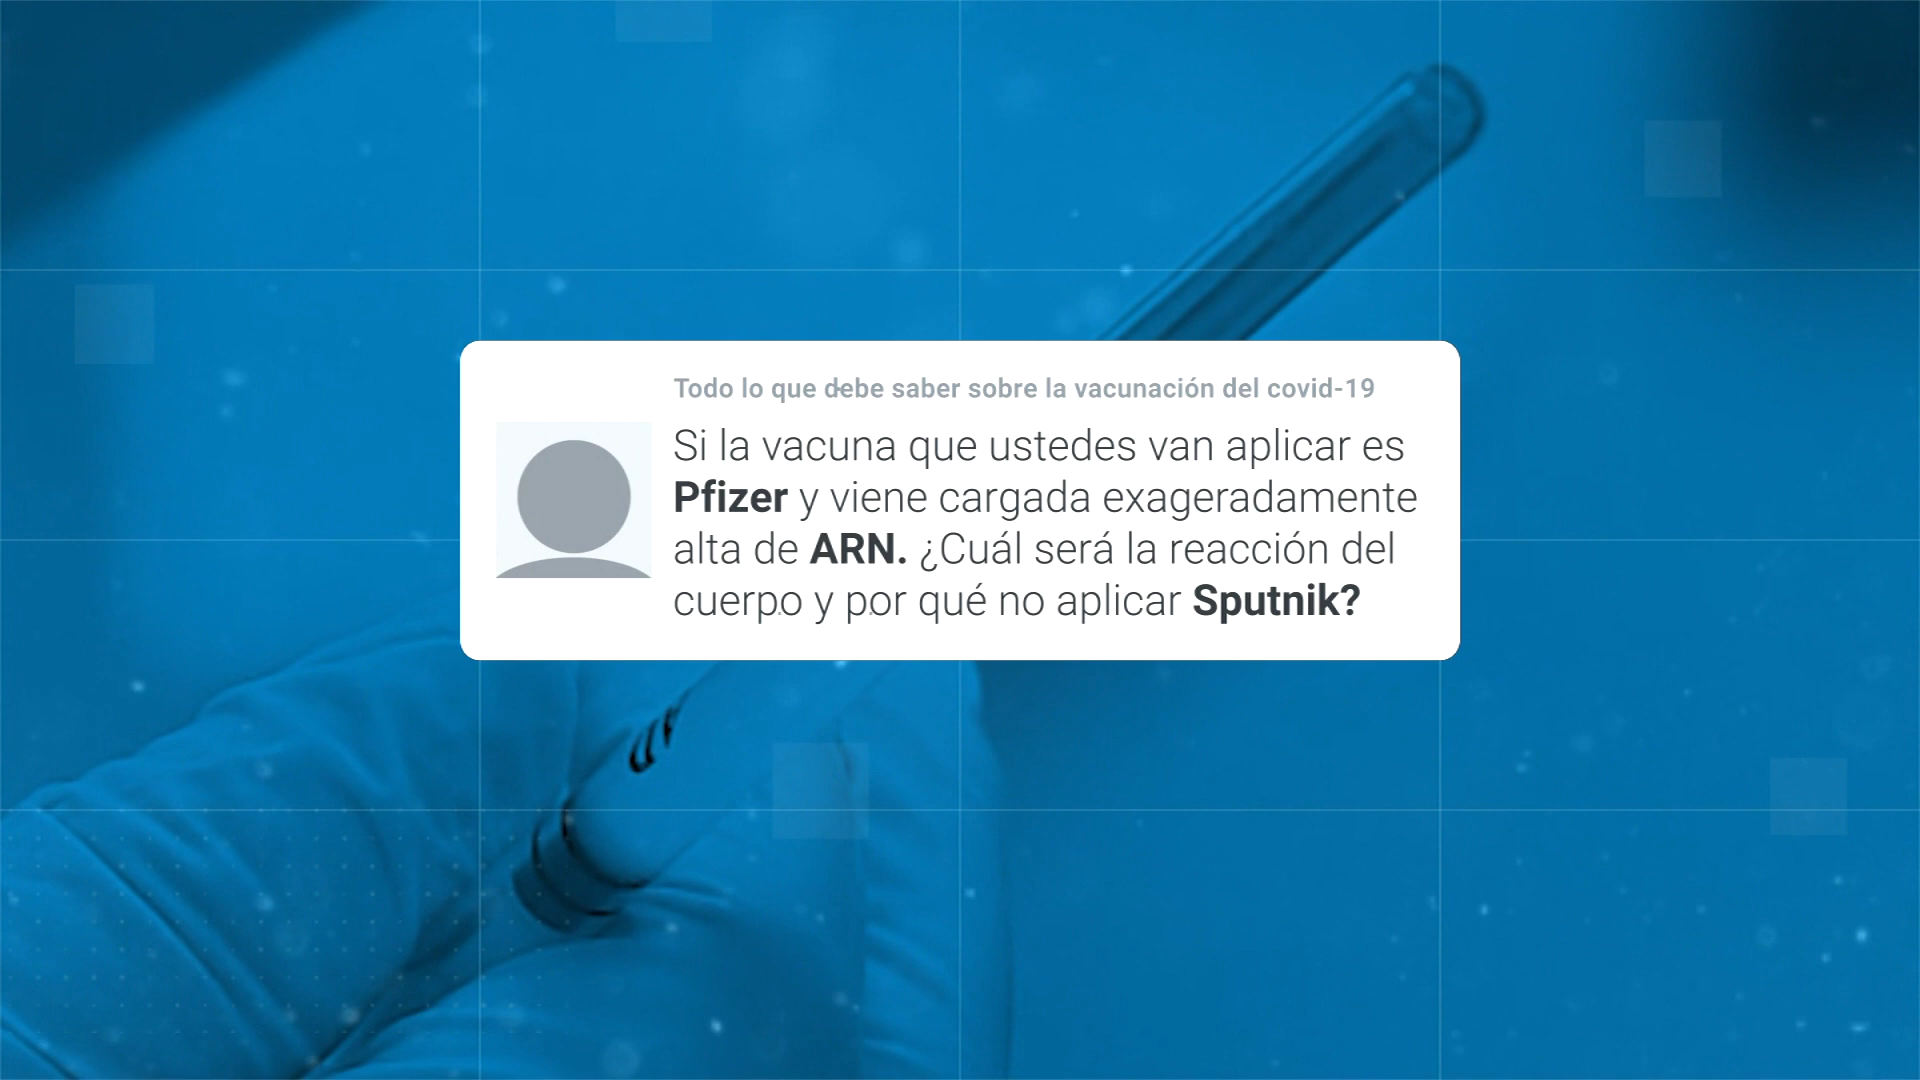 Todo lo que debe saber sobre la vacunación del covid-19
Si la vacuna que ustedes van aplicar es
Pfizer y viene cargada exageradamente
alta de ARN. ¿Cuál será la reacción del
cuerpo y por qué no aplicar Sputnik?